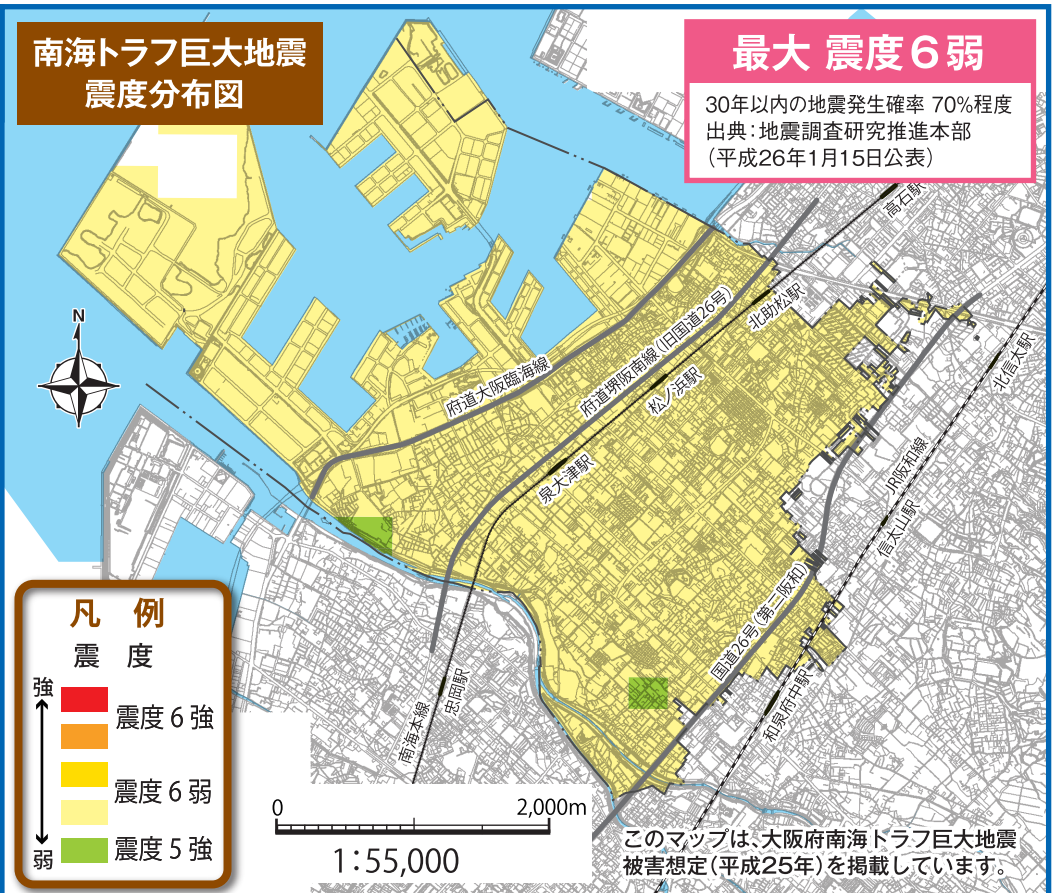 南海トラフ巨大地震
震度分布図
最大 震度6弱
30年以内の地震発生確率 70%程度
出典:地震調査研究推進本部
(平成26年1月15日公表)
高石駅
北助松駅
府道堺阪南線(旧国道26号)
松ノ浜駅
府道大阪臨海線
泉大津駅
北信太駅
JR阪和線
信太山駅
国道26号(第二阪和)
和泉府中駅
忠岡駅
南海本線
N
凡 例
震 度
強
震度6強
震度6弱
震度5強
弱
0 2,000m
1:55,000
このマップは、大阪府南海トラフ巨大地震
被害想定(平成25年)を掲載しています。